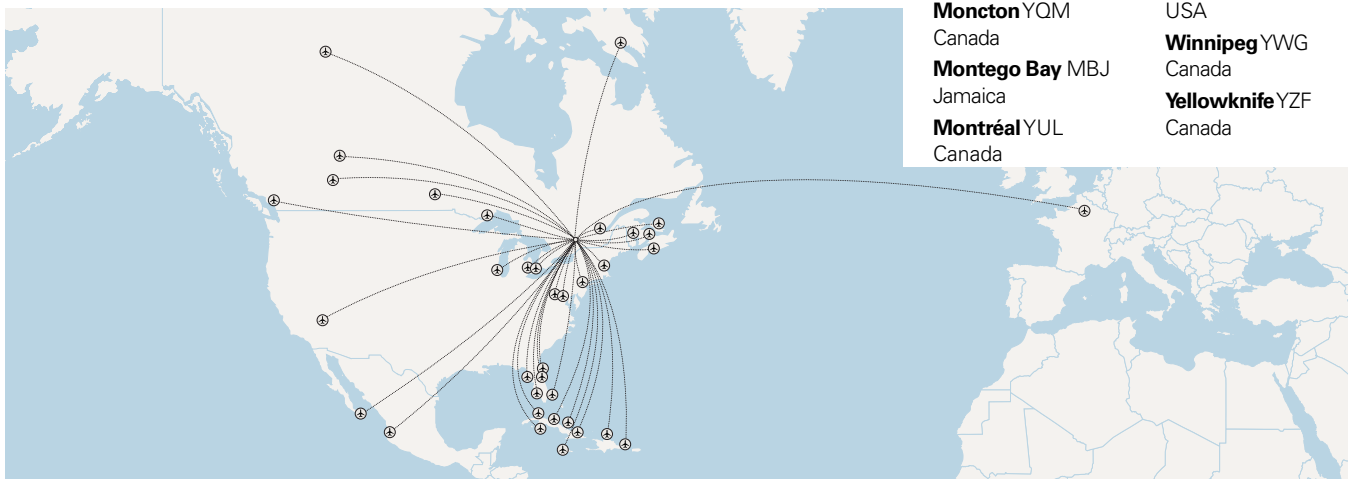 Moncton YQM
Canada
Montego Bay MBJ
Jamaica
Montréal YUL
Canada
USA
Winnipeg YWG
Canada
Yellowknife YZF
Canada